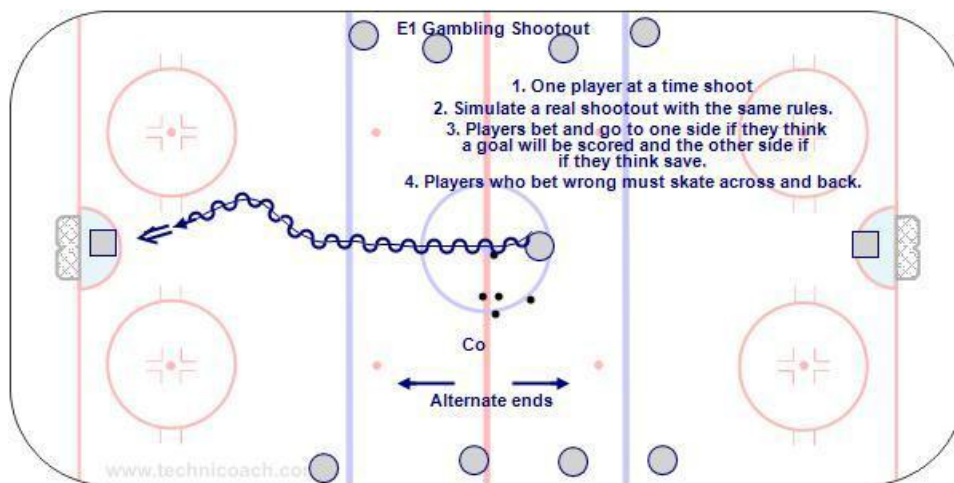 E1 Gambling Shootout
1. One player at a time shoot
2. Simulate a real shootout with the same rules.
3. Players bet and go to one side if they think
a goal will be scored and the other side if
if they think save.
4. Players who bet wrong must skate across and back.
Co
Alternate ends
www.technicoach.com